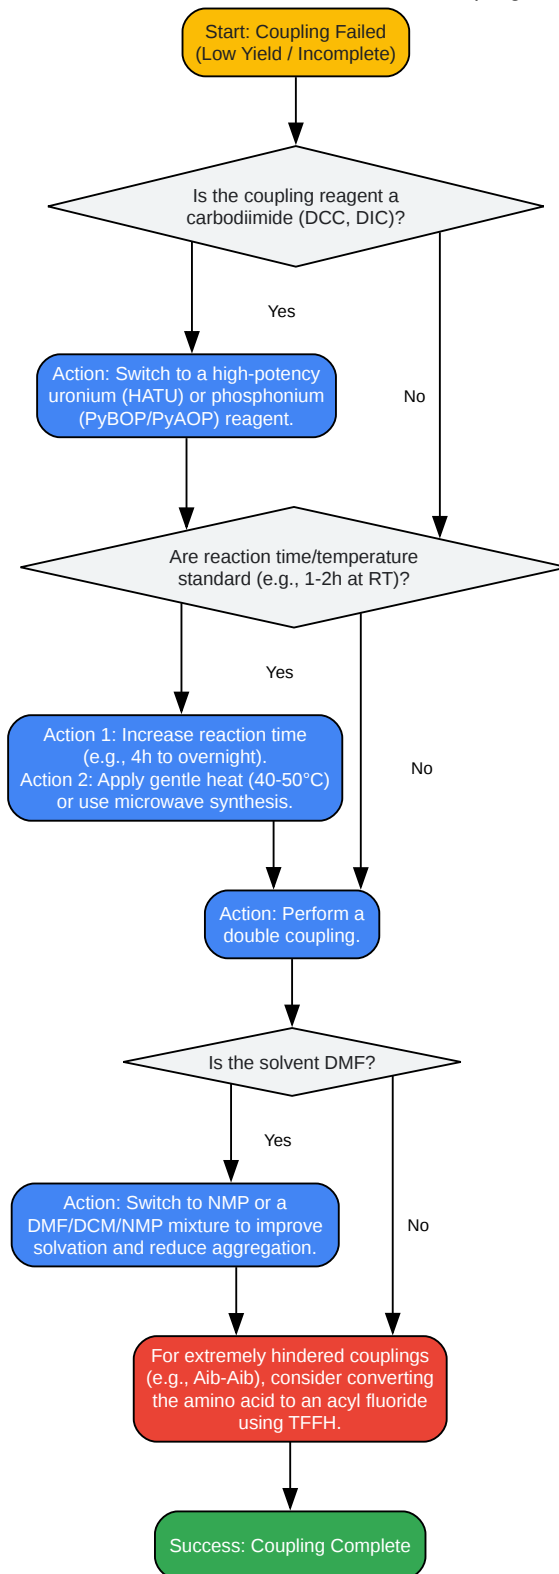 Start: Coupling Failed
(Low Yield / Incomplete)
Is the coupling reagent a
carbodiimide (DCC, DIC)?
Yes
Action: Switch to a high-potency
uronium (HATU) or phosphonium
(PyBOP/PyAOP) reagent.
No
Are reaction time/temperature
standard (e.g., 1-2h at RT)?
Yes
Action 1: Increase reaction time
(e.g., 4h to overnight).
Action 2: Apply gentle heat (40-50°C)
or use microwave synthesis.
No
Action: Perform a
double coupling.
Is the solvent DMF?
Yes
Action: Switch to NMP or a
DMF/DCM/NMP mixture to improve
solvation and reduce aggregation.
No
For extremely hindered couplings
(e.g., Aib-Aib), consider converting
the amino acid to an acyl fluoride
using TFFH.
Success: Coupling Complete